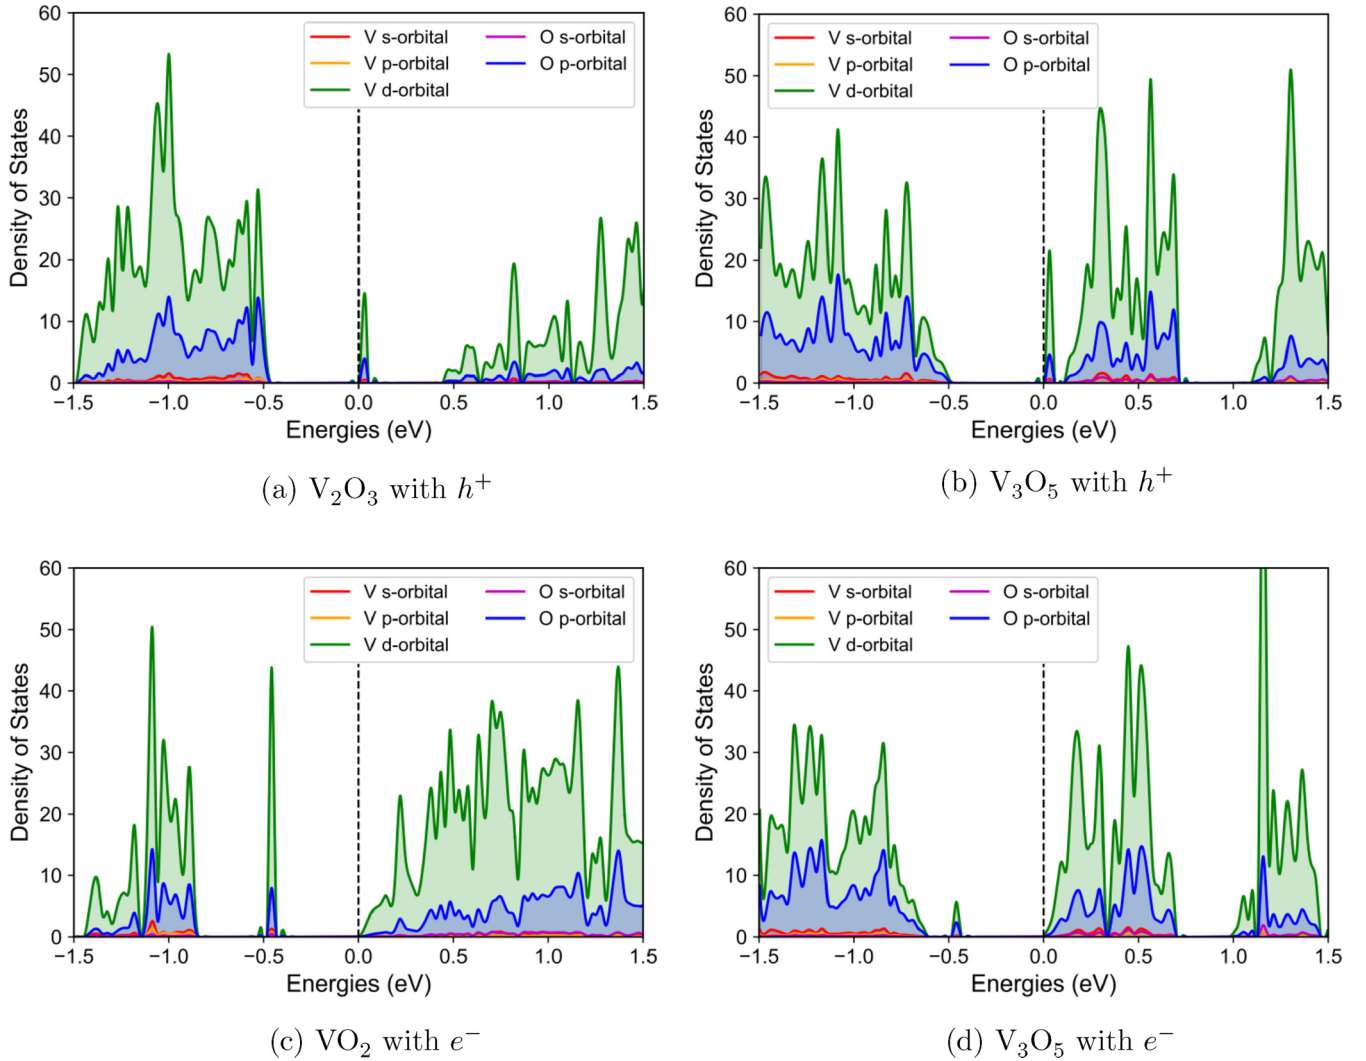 60
50
40
30
20
10
0
Density of States
V s-orbital
V p-orbital
V d-orbital
O s-orbital
O p-orbital
−1.5 −1.0 −0.5 0.0 0.5 1.0 1.5
Energies (eV)
(a) V₂O₃ with h⁺
60
50
40
30
20
10
0
Density of States
V s-orbital
V p-orbital
V d-orbital
O s-orbital
O p-orbital
−1.5 −1.0 −0.5 0.0 0.5 1.0 1.5
Energies (eV)
(b) V₃O₅ with h⁺
60
50
40
30
20
10
0
Density of States
V s-orbital
V p-orbital
V d-orbital
O s-orbital
O p-orbital
−1.5 −1.0 −0.5 0.0 0.5 1.0 1.5
Energies (eV)
(c) VO₂ with e⁻
60
50
40
30
20
10
0
Density of States
V s-orbital
V p-orbital
V d-orbital
O s-orbital
O p-orbital
−1.5 −1.0 −0.5 0.0 0.5 1.0 1.5
Energies (eV)
(d) V₃O₅ with e⁻